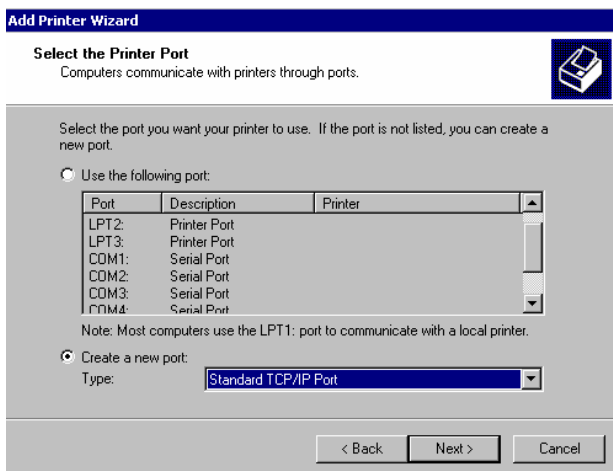 Add Printer Wizard
Select the Printer Port
Computers communicate with printers through ports.
Select the port you want your printer to use. If the port is not listed, you can create a
new port.
Use the following port:
Port Description Printer
LPT2: Printer Port
LPT3: Printer Port
COM1: Serial Port
COM2: Serial Port
COM3: Serial Port
COM4: Serial Port
Note: Most computers use the LPT1: port to communicate with a local printer.
Create a new port:
Type: Standard TCP/IP Port
< Back Next > Cancel